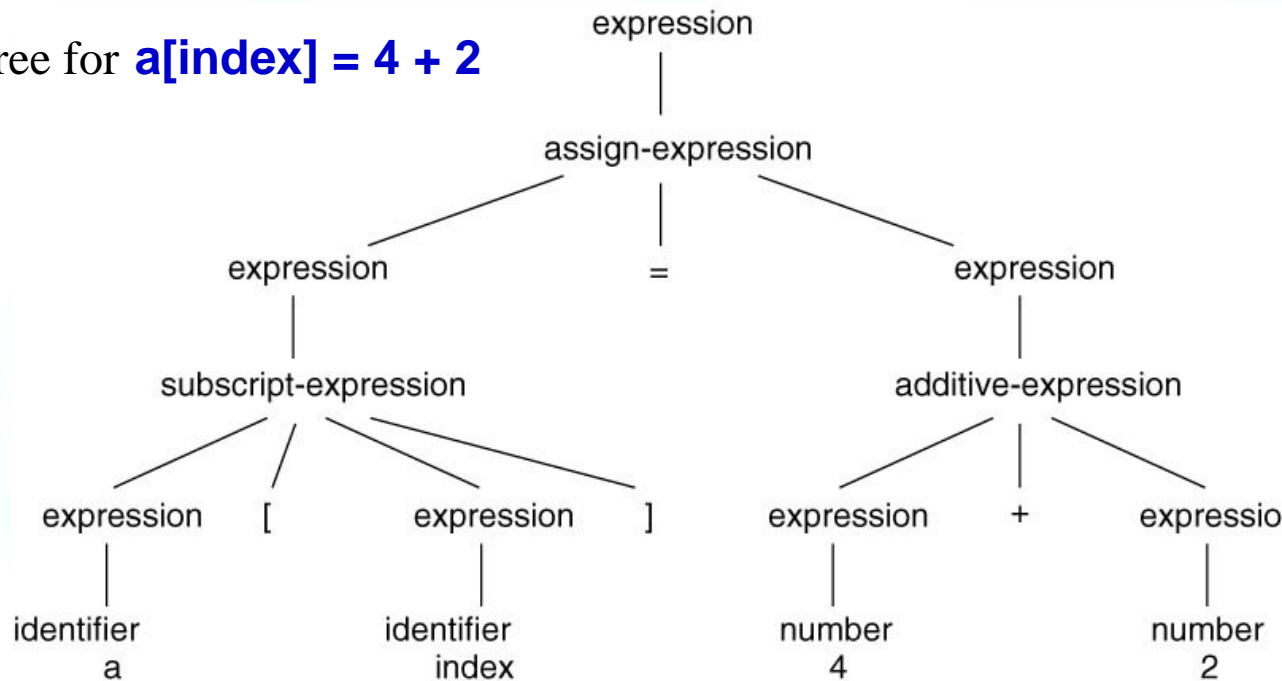 expression
ree for a[index] = 4 + 2
assign-expression
expression = expression
subscript-expression additive-expression
expression [ expression ] expression + expressio
identifier identifier number number
a index 4 2